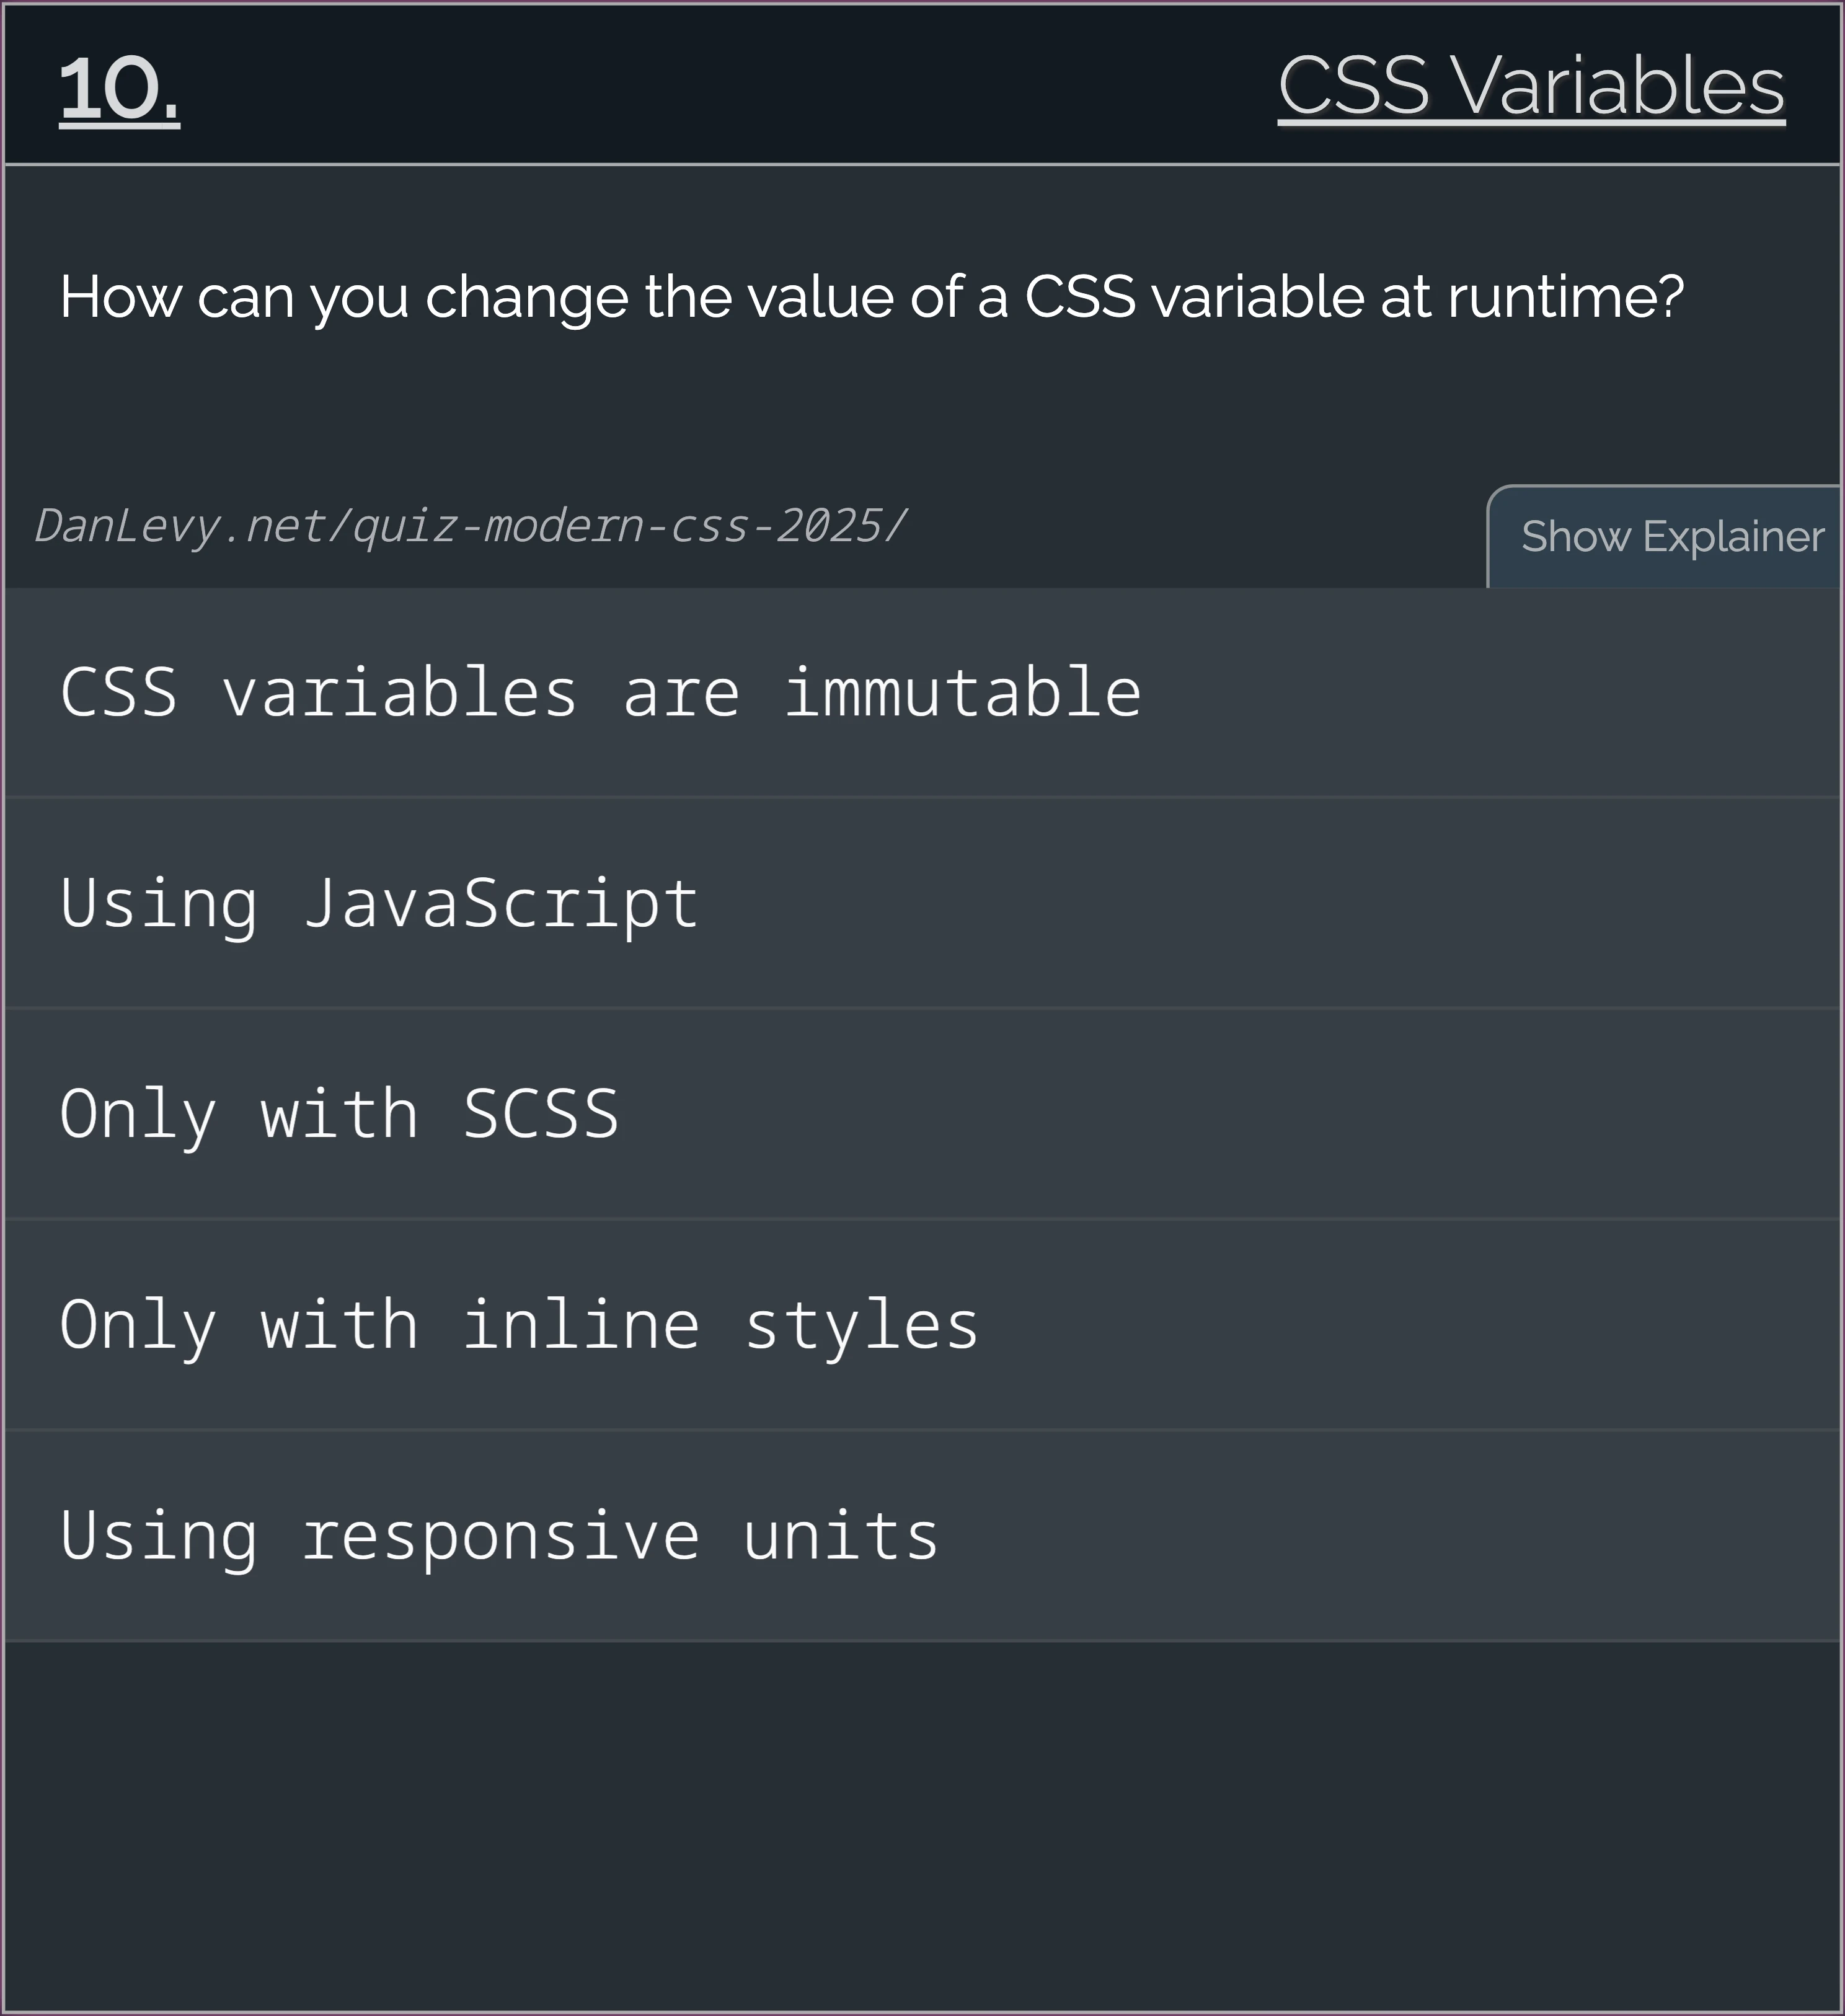 10.
CSS Variables
How can you change the value of a CSS variable at runtime?
DanLevy.net/quiz-modern-css-2025/
Show Explainer
CSS variables are immutable
Using JavaScript
Only with SCSS
Only with inline styles
Using responsive units